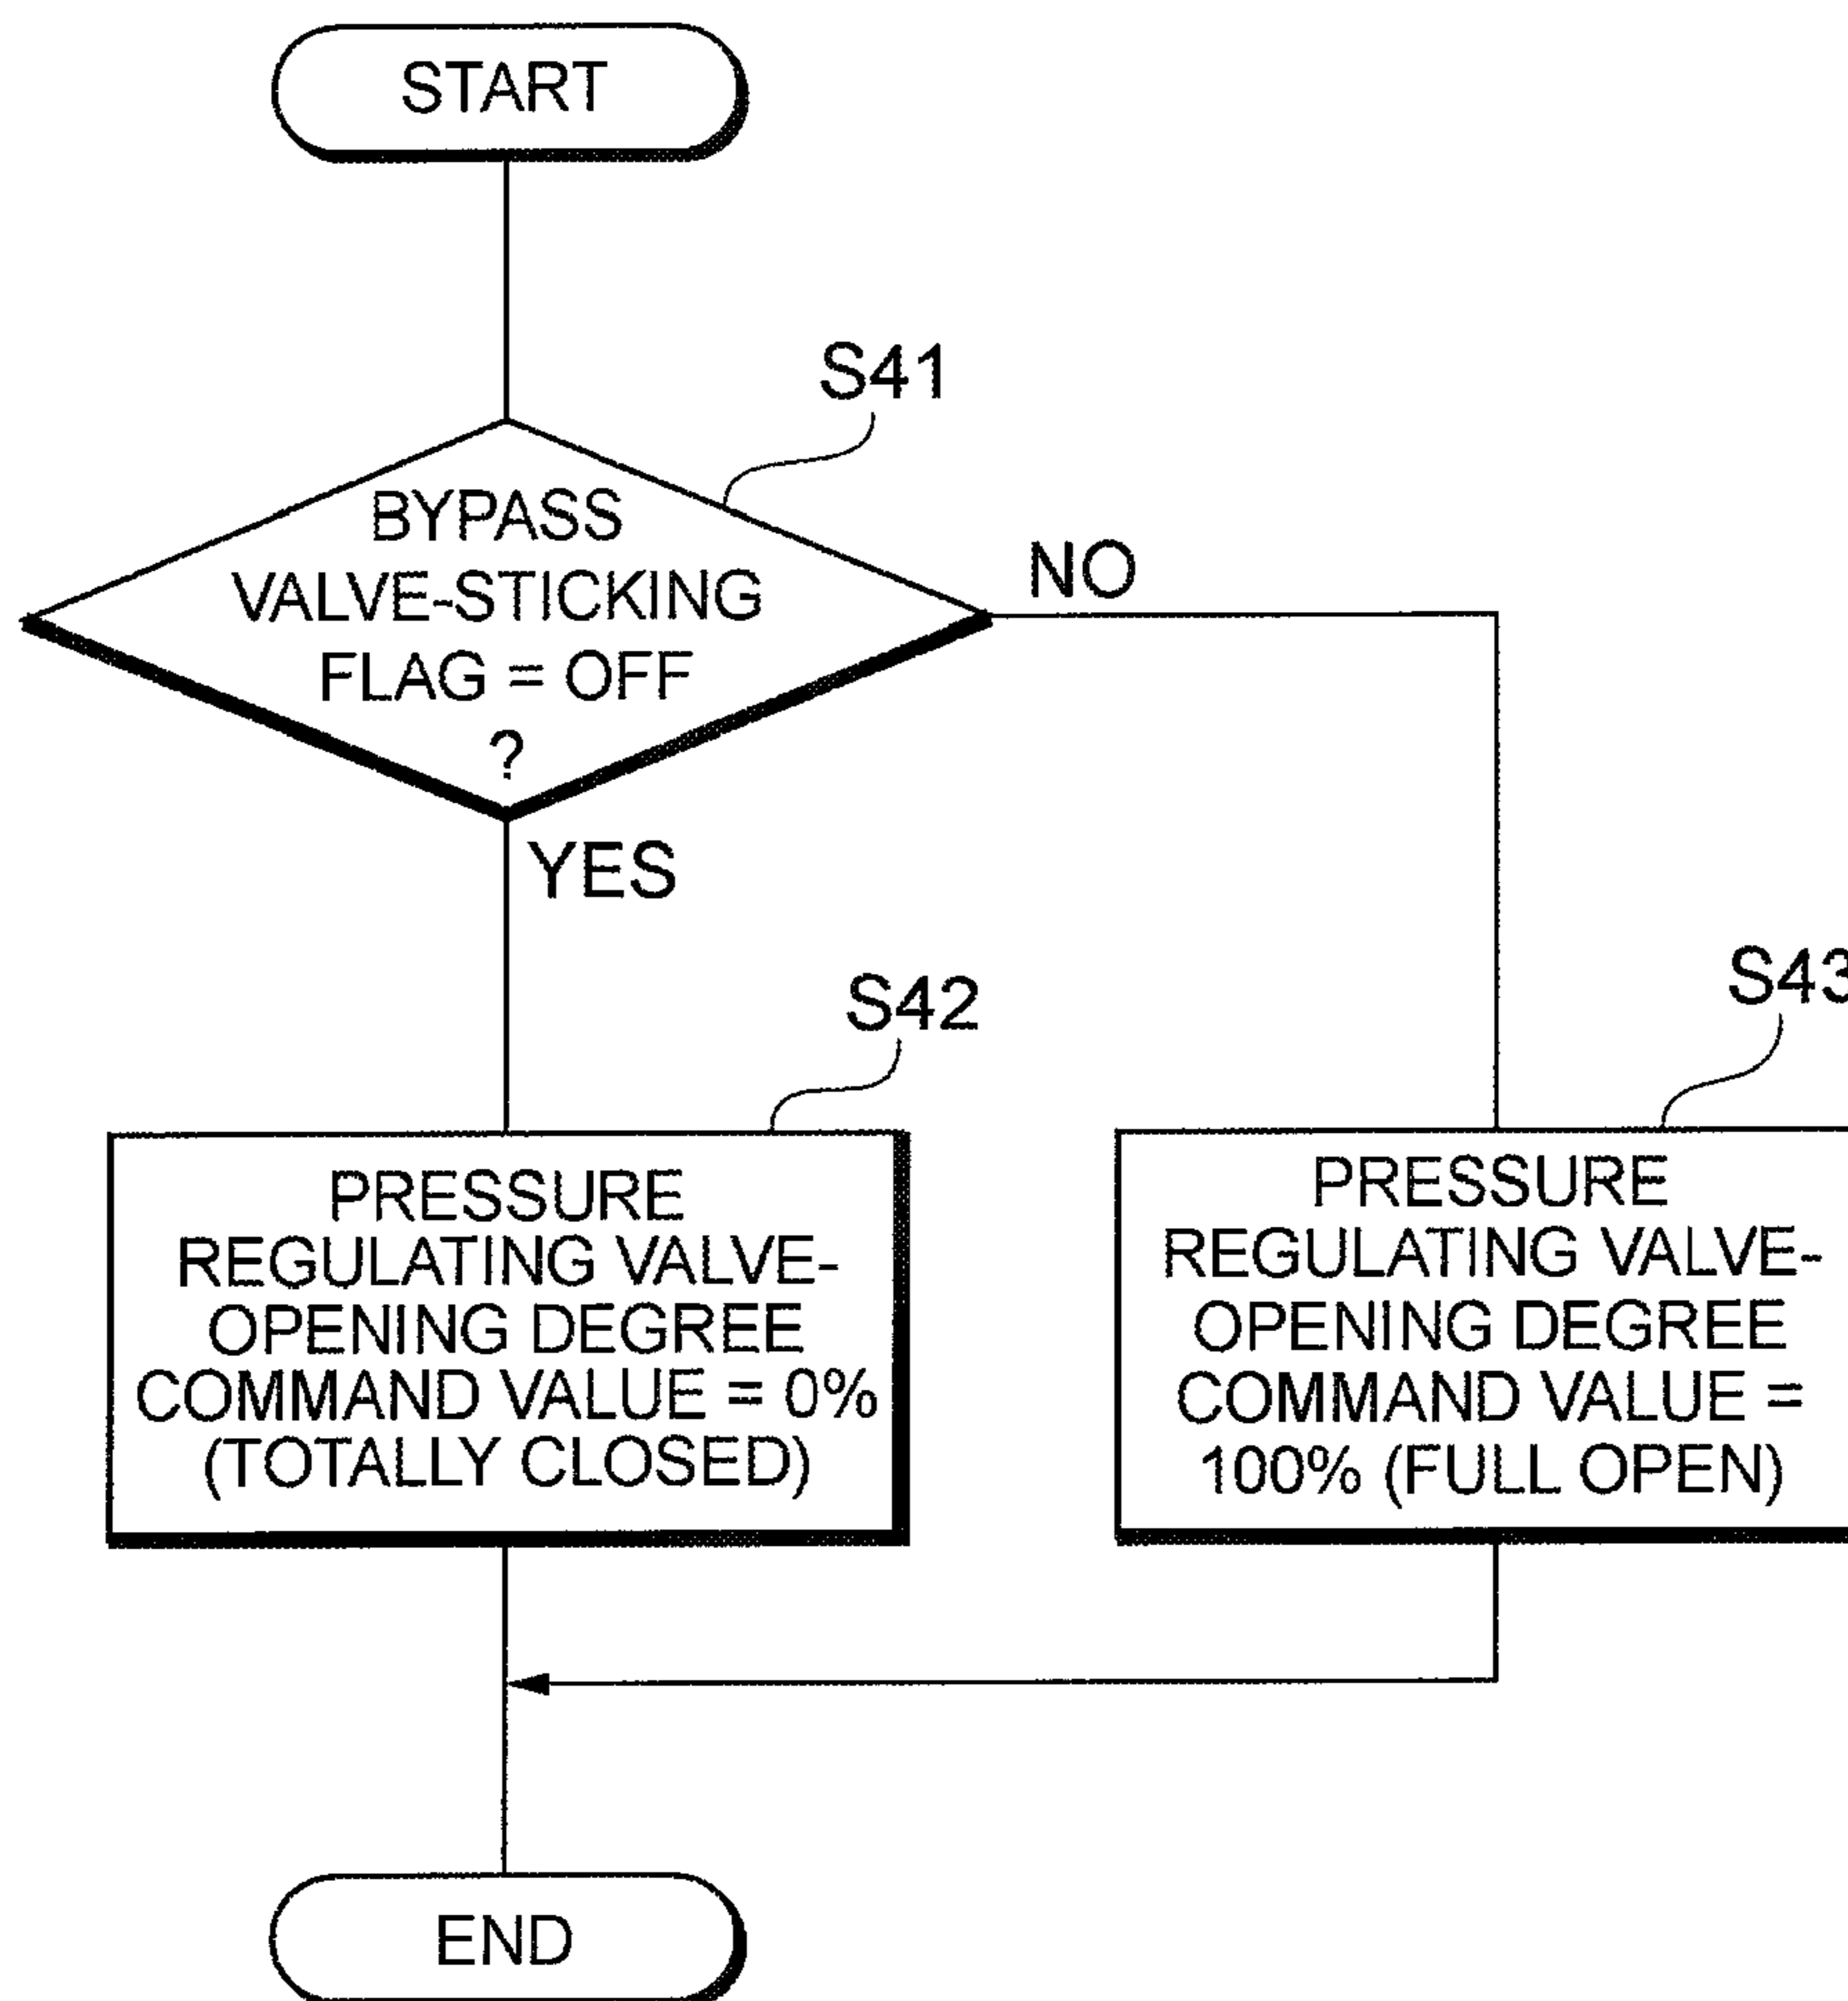 START
S41
BYPASS
VALVE-STICKING
FLAG = OFF
?
NO
YES
S42
PRESSURE
REGULATING VALVE-
OPENING DEGREE
COMMAND VALUE = 0%
(TOTALLY CLOSED)
S43
PRESSURE
REGULATING VALVE-
OPENING DEGREE
COMMAND VALUE =
100% (FULL OPEN)
END